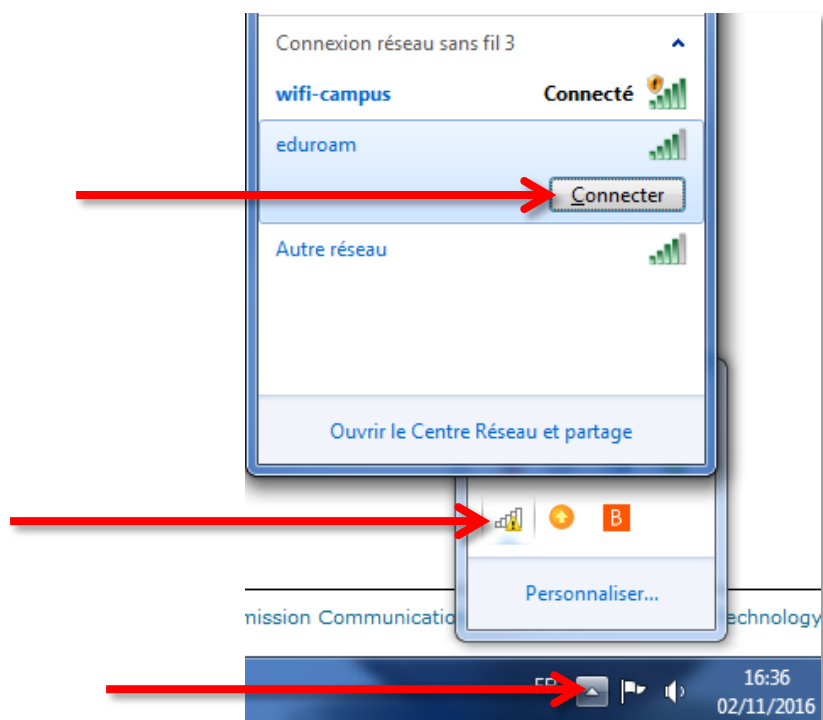 Connexion réseau sans fil 3
wifi-campus Connecté
eduroam
Connecter
Autre réseau
Ouvrir le Centre Réseau et partage
B
Personnaliser...
mission Communicatio echnology
FR 16:36
02/11/2016